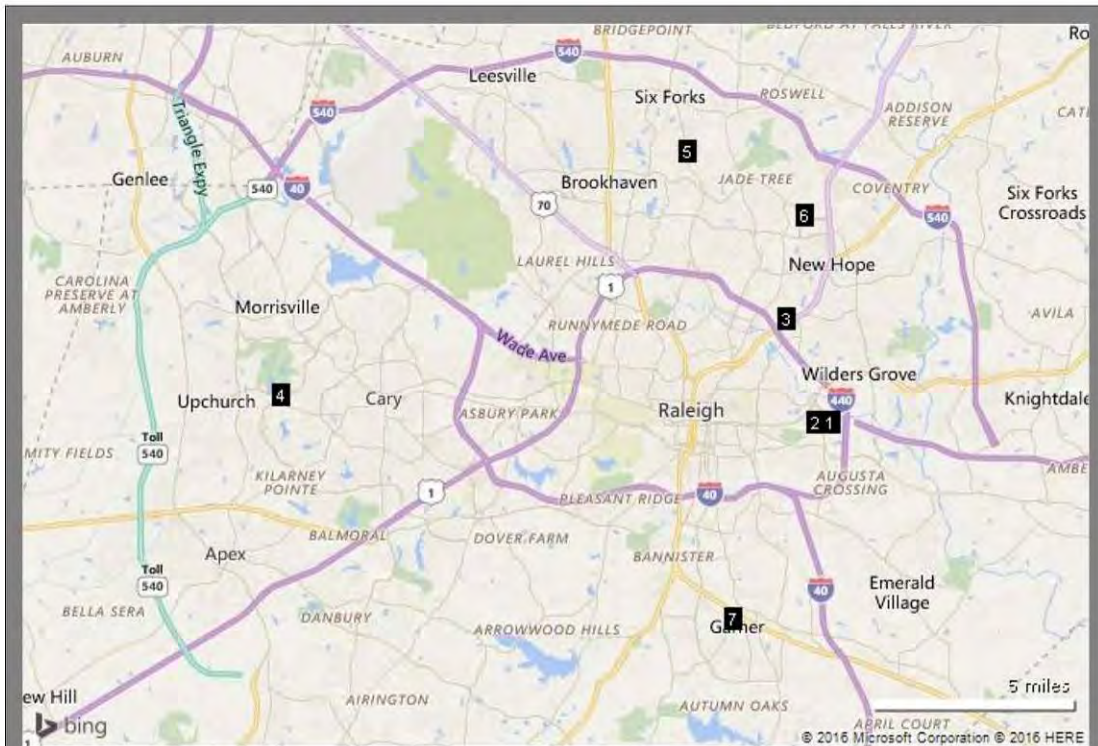 BRIDGEPOINT
BEDFORD AT FALLS RIVER
Ro
AUBURN
540
Leesville
Six Forks
ROSWELL
ADDISON
RESERVE
CATE
Triangle Expy
540
5
Genlee
540
40
Brookhaven
JADE TREE
COVENTRY
Six Forks
Crossroads
70
6
540
CAROLINA
PRESERVE AT
AMBERLY
LAUREL HILLS
New Hope
1
Morrisville
3
AVILA
RUNNYMEDE ROAD
Wade Ave
Wilders Grove
4
Upchurch
Cary
ASBURY PARK
Raleigh
440
Knightdale
2 1
Toll
540
MITY FIELDS
KILARNEY
POINTE
AUGUSTA
CROSSING
AMBE
1
PLEASANT RIDGE
40
BALMORAL
DOVER FARM
Apex
BANNISTER
Toll
540
40
Emerald
Village
BELLA SERA
DANBURY
ARROWWOOD HILLS
7
Garner
ew Hill
AIRINGTON
AUTUMN OAKS
5 miles
bing
APRIL COURT
1
© 2016 Microsoft Corporation © 2016 HERE